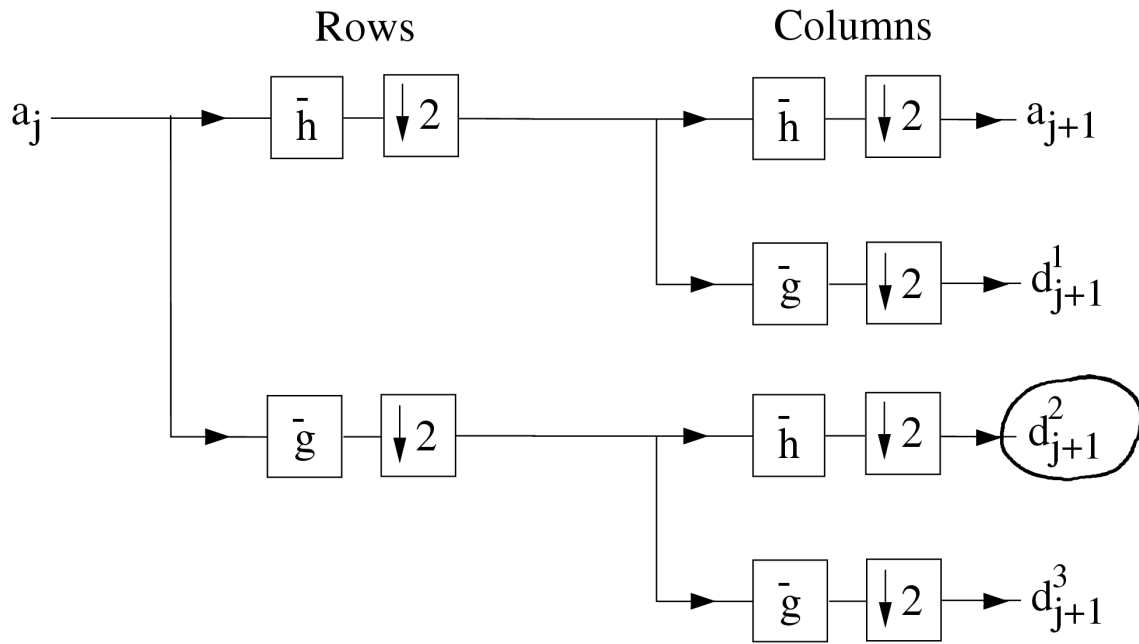 Rows Columns
a_j h̄ ↓2 h̄ ↓2 a_{j+1}
ḡ ↓2 d^1_{j+1}
ḡ ↓2 h̄ ↓2 d^2_{j+1}
ḡ ↓2 d^3_{j+1}